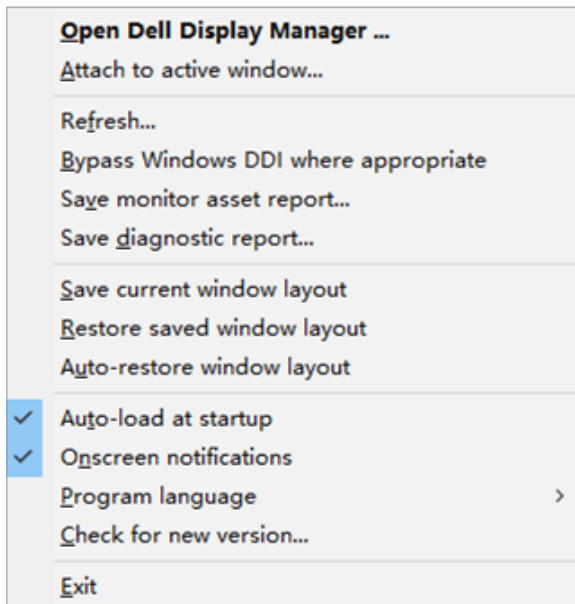 Open Dell Display Manager ...
Attach to active window...
Refresh...
Bypass Windows DDI where appropriate
Save monitor asset report...
Save diagnostic report...
Save current window layout
Restore saved window layout
Auto-restore window layout
Auto-load at startup
Onscreen notifications
Program language
Check for new version...
Exit